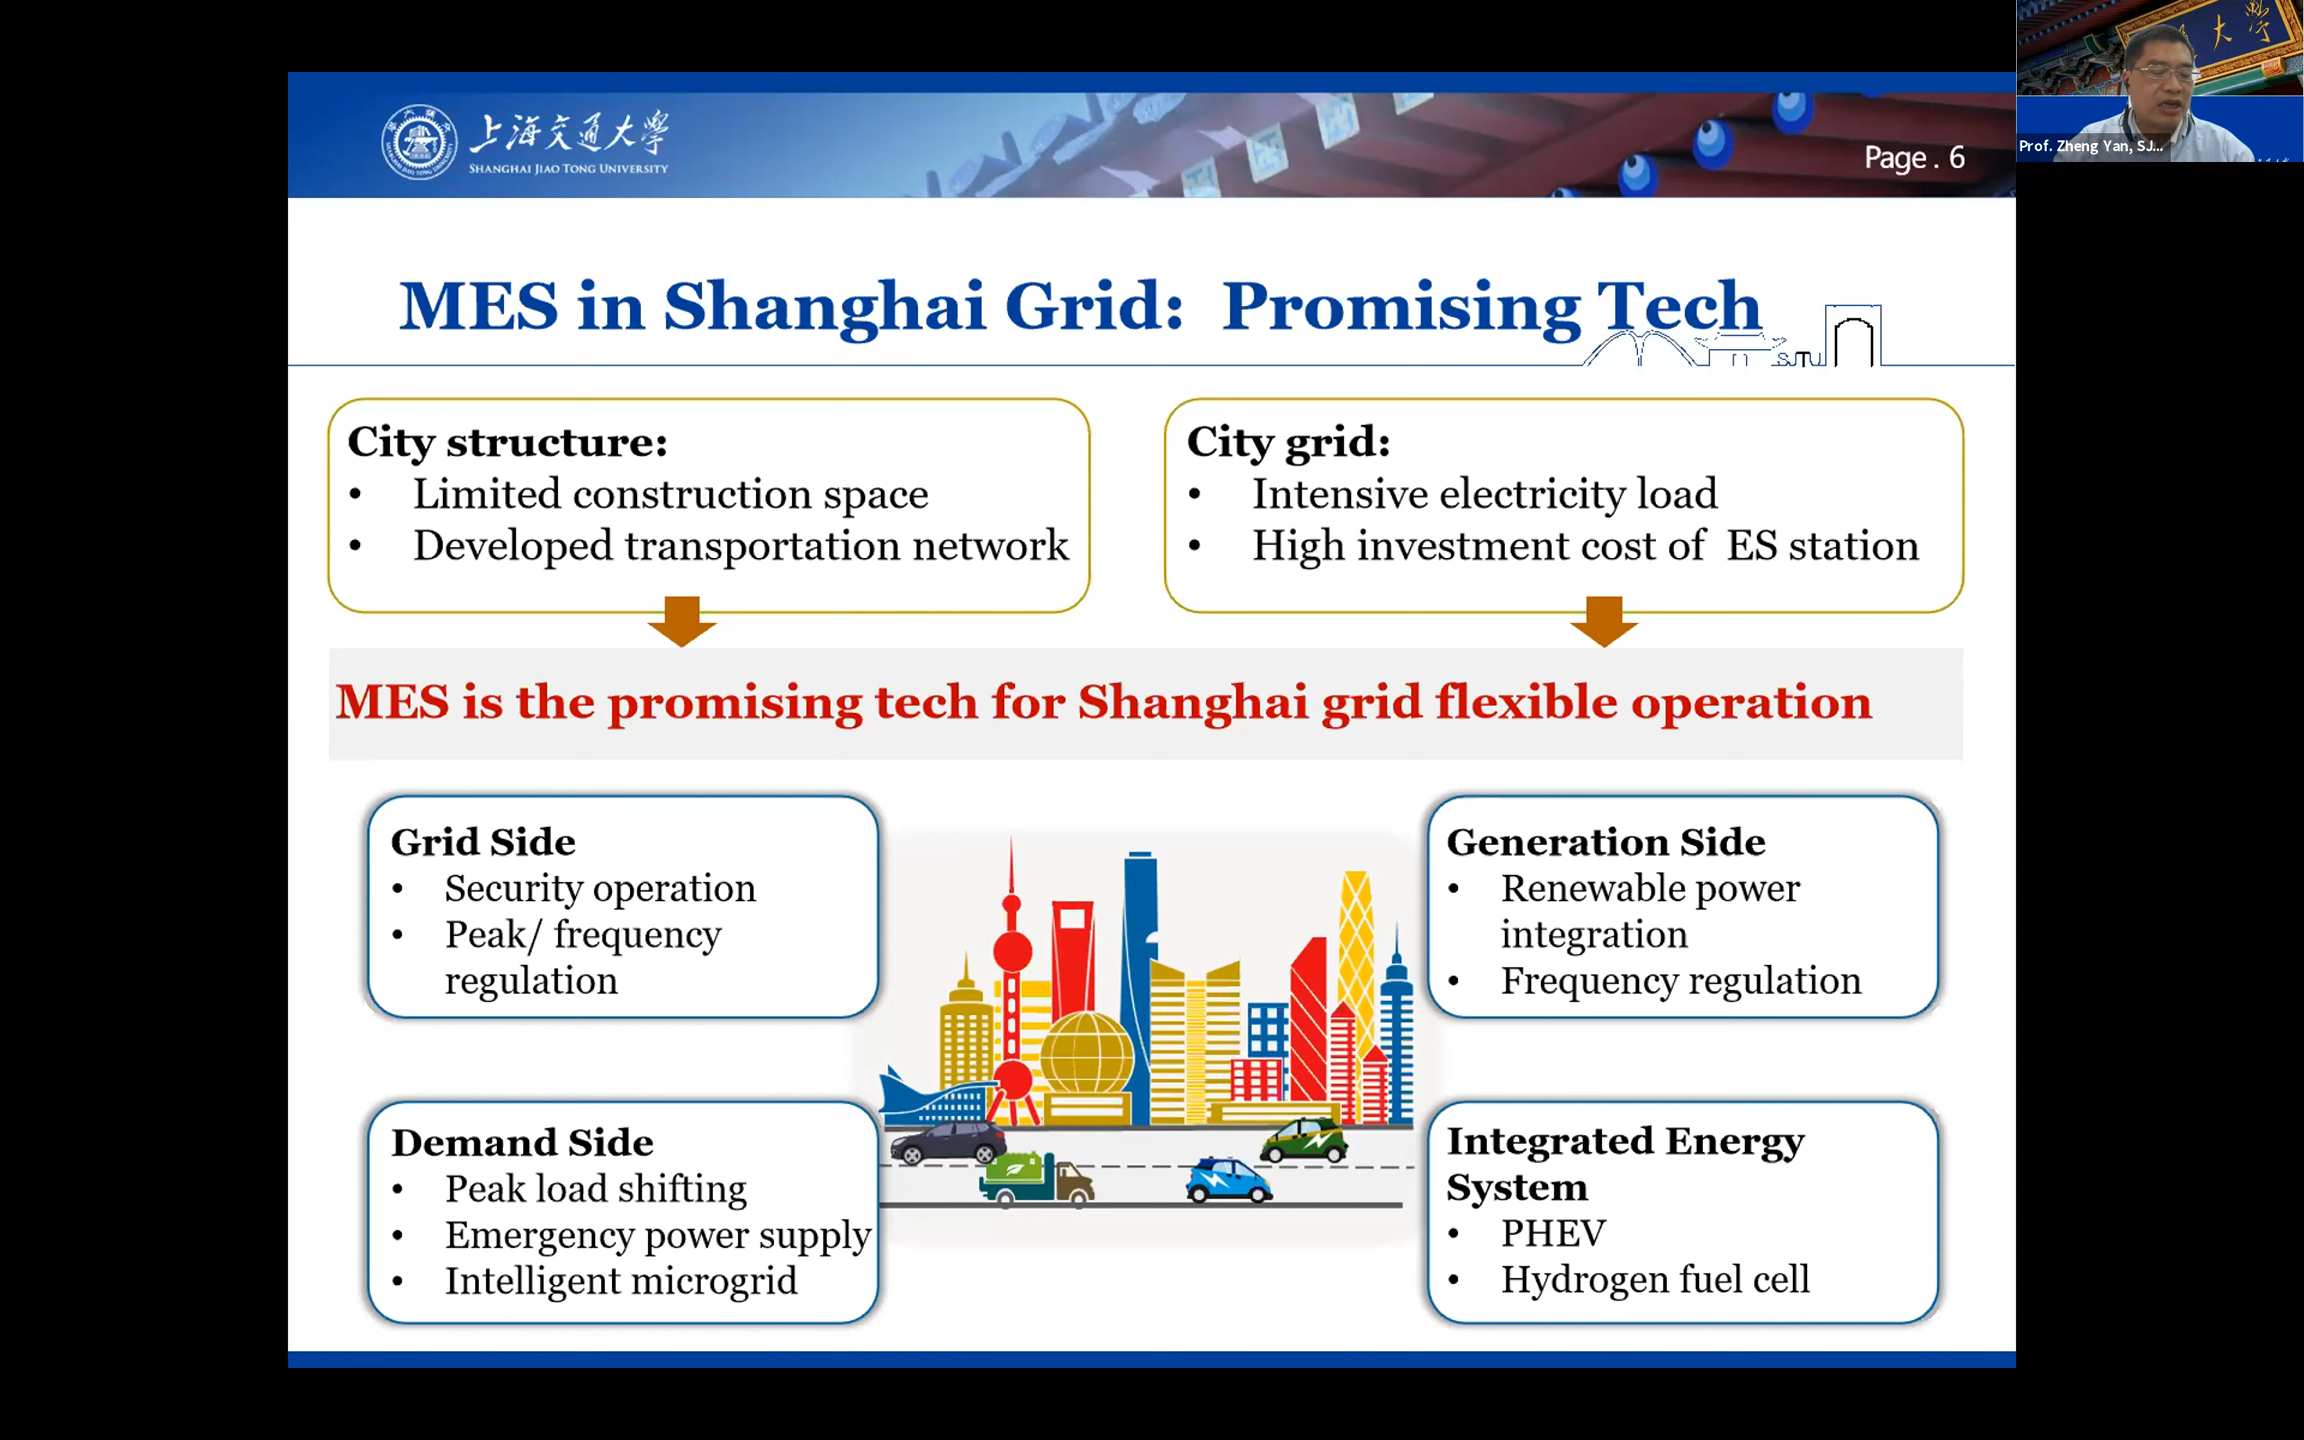 上海交通大學
SHANGHAI JIAO TONG UNIVERSITY
Page . 6
大學
Prof. Zheng Yan, SJ...
MES in Shanghai Grid:  Promising Tech
SJTU
City structure:
• Limited construction space
• Developed transportation network
City grid:
• Intensive electricity load
• High investment cost of  ES station
MES is the promising tech for Shanghai grid flexible operation
Grid Side
• Security operation
• Peak/ frequency
regulation
Generation Side
• Renewable power
integration
• Frequency regulation
Demand Side
• Peak load shifting
• Emergency power supply
• Intelligent microgrid
Integrated Energy
System
• PHEV
• Hydrogen fuel cell